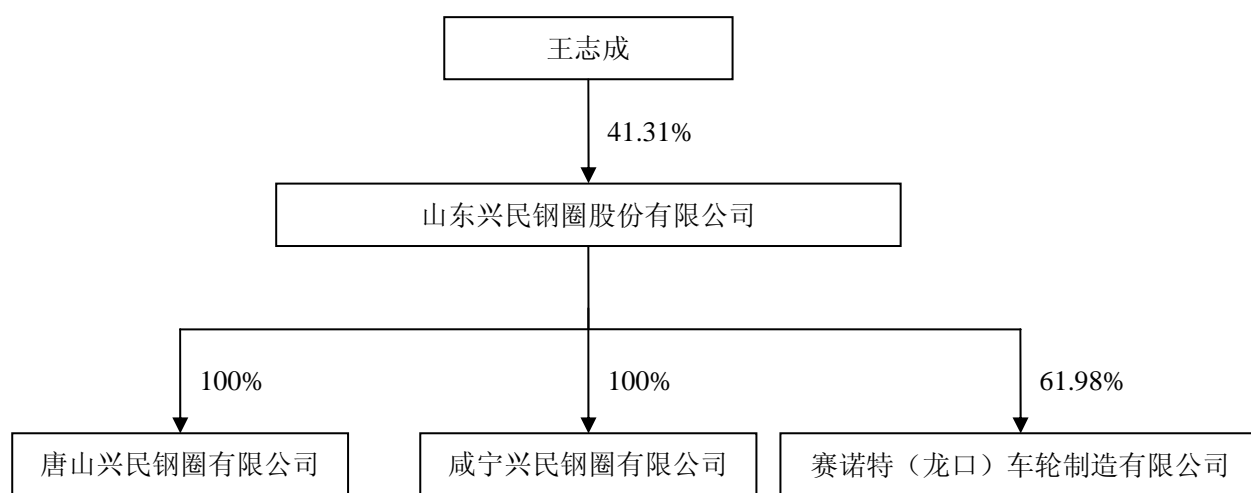 王志成
41.31%
山东兴民钢圈股份有限公司
100%
100%
61.98%
唐山兴民钢圈有限公司
咸宁兴民钢圈有限公司
赛诺特（龙口）车轮制造有限公司